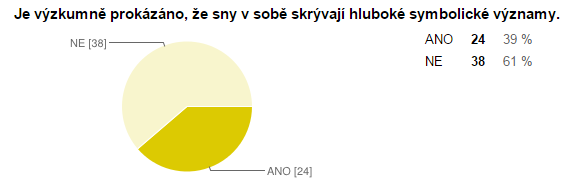 Je výzkumně prokázáno, že sny v sobě skrývají hluboké symbolické významy.
ANO 24 39 %
NE 38 61 %
NE [38]
ANO [24]